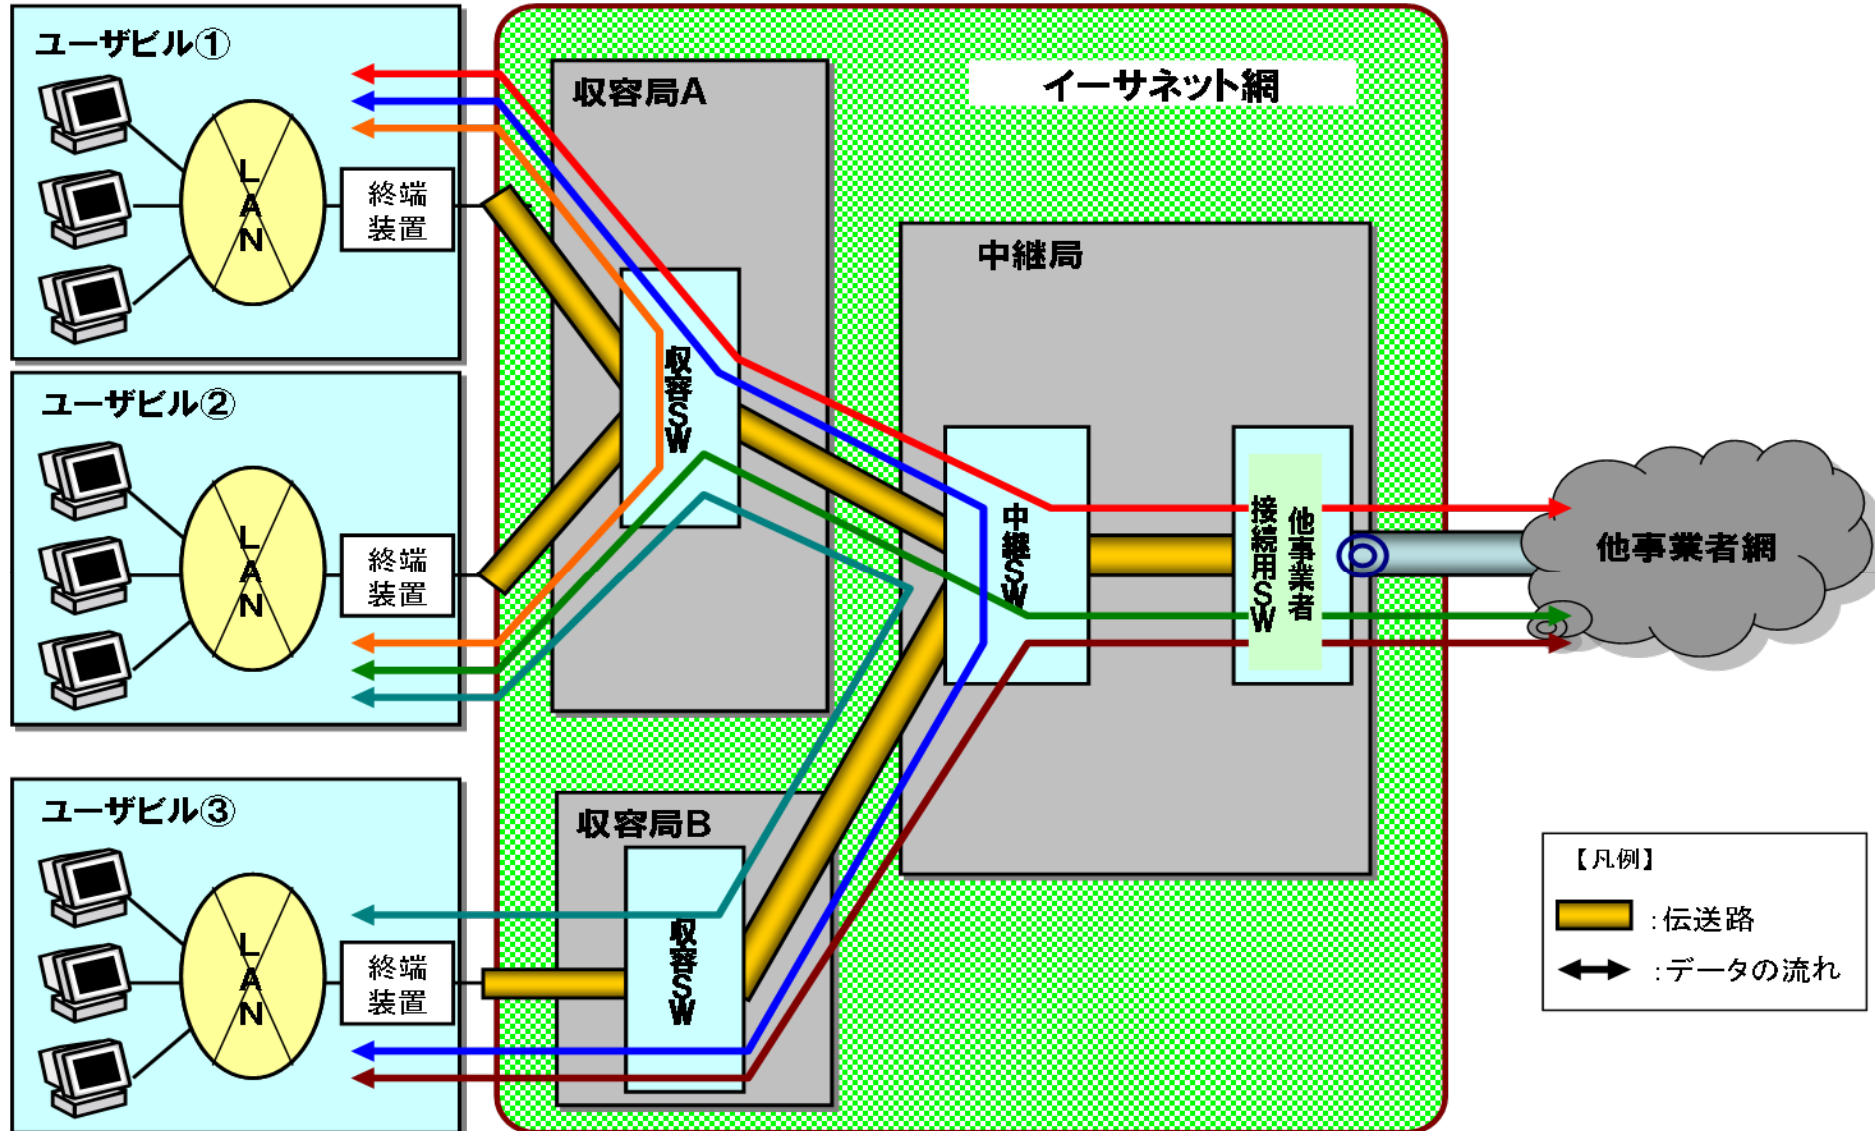 ユーザビル①
LAN
終端
装置
ユーザビル②
LAN
終端
装置
ユーザビル③
LAN
終端
装置
イーサネット網
収容局A
収容SW
収容局B
収容SW
中継局
中継SW
他事業者
接続用SW
他事業者網
【凡例】
:伝送路
:データの流れ